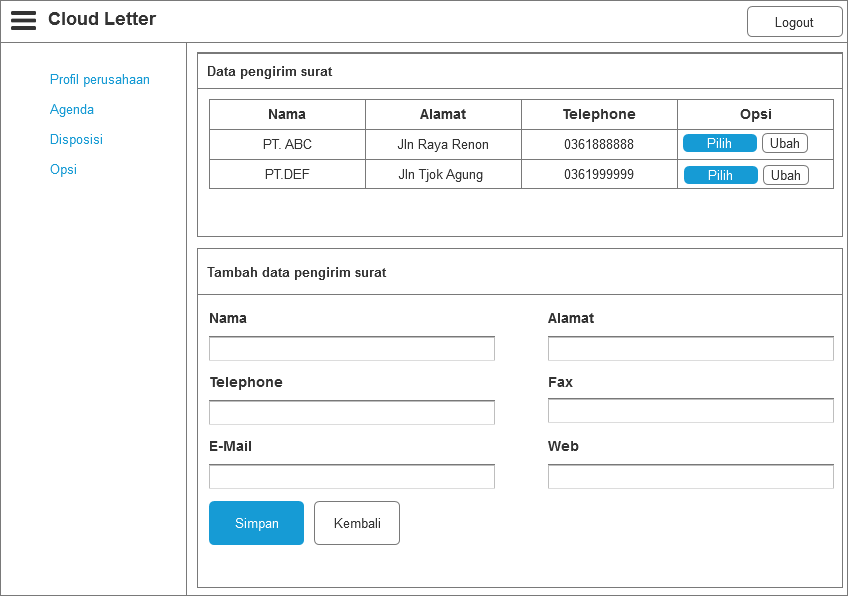 Cloud Letter
Logout
Profil perusahaan
Agenda
Disposisi
Opsi
Data pengirim surat
Nama Alamat Telephone Opsi
PT. ABC Jln Raya Renon 0361888888 Pilih Ubah
PT.DEF Jln Tjok Agung 0361999999 Pilih Ubah
Tambah data pengirim surat
Nama Alamat
Telephone Fax
E-Mail Web
Simpan Kembali